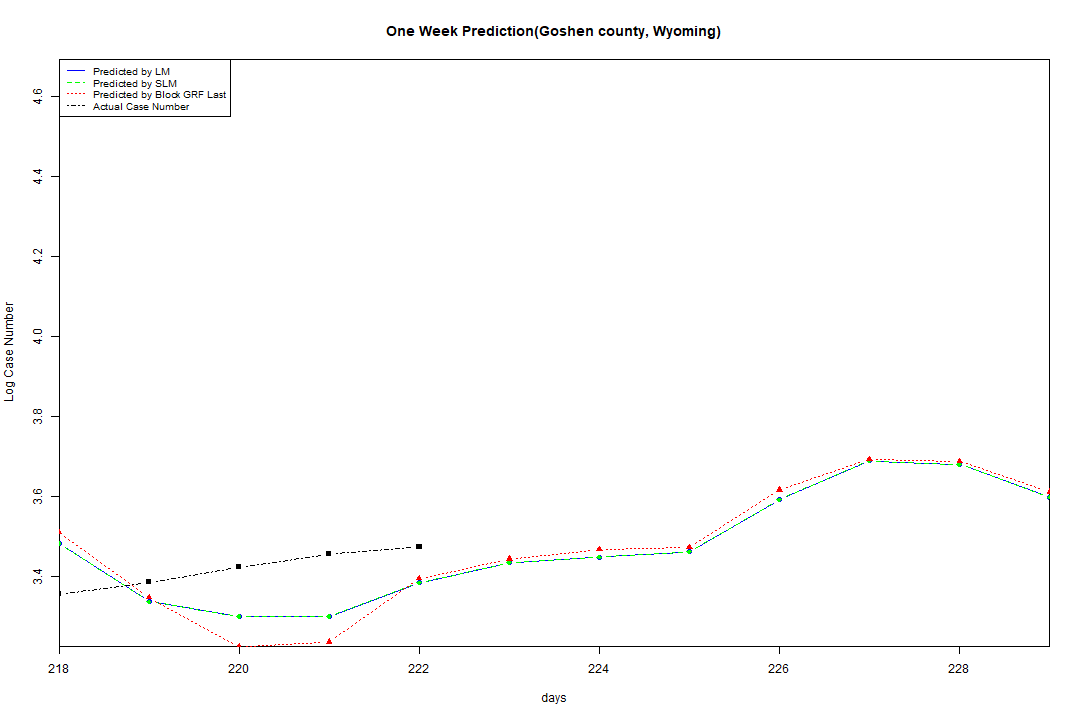 One Week Prediction(Goshen county, Wyoming)
Predicted by LM
Predicted by SLM
Predicted by Block GRF Last
Actual Case Number
4.6
4.4
4.2
4.0
3.8
3.6
3.4
Log Case Number
218 220 222 224 226 228
days